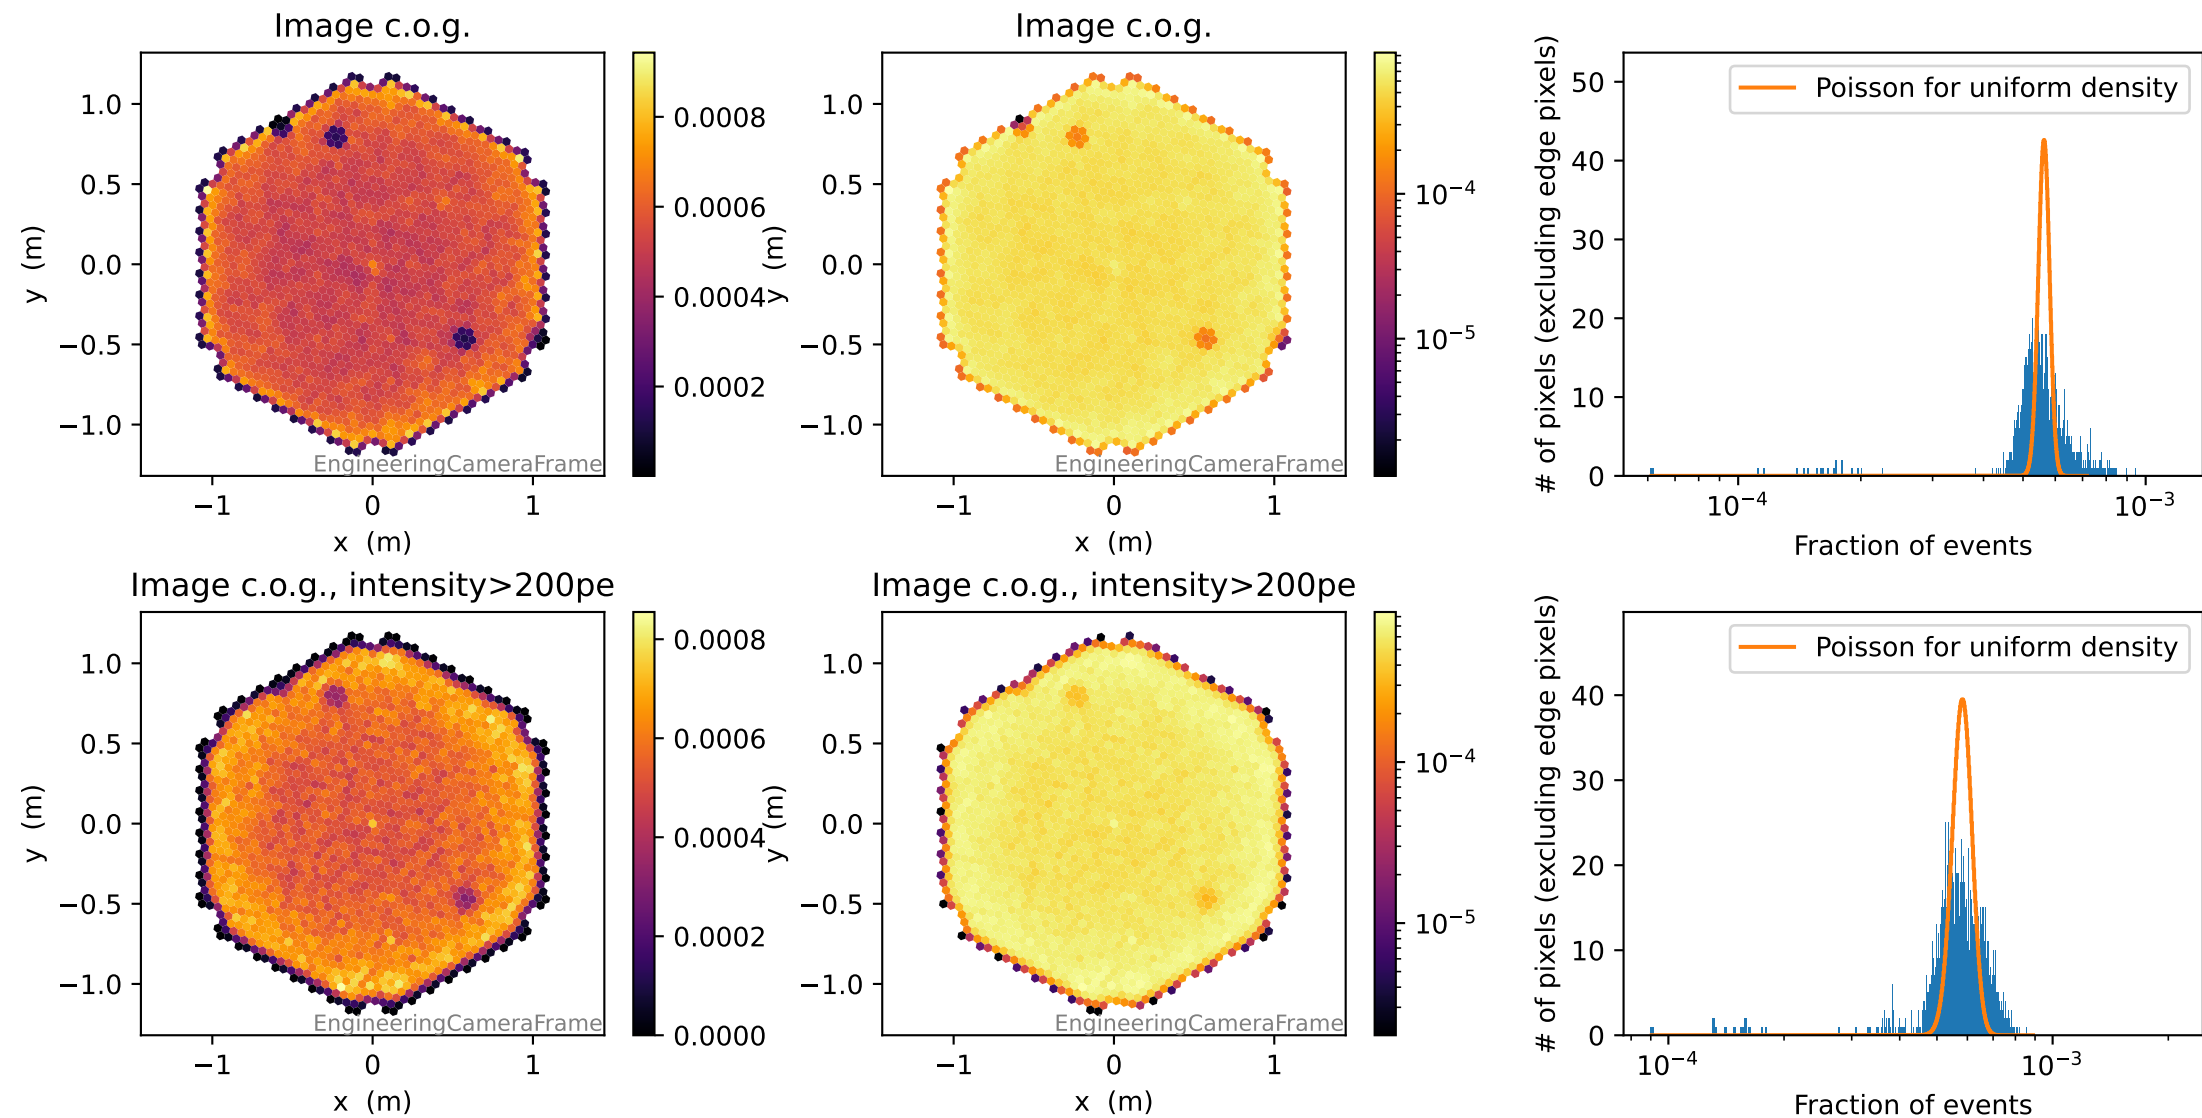 Image c.o.g.
1.0
0.5
0.0
−0.5
−1.0
y (m)
−1
0
1
x (m)
EngineeringCameraFrame
0.0008
0.0006
0.0004
0.0002
Image c.o.g.
1.0
0.5
0.0
−0.5
−1.0
y (m)
−1
0
1
x (m)
EngineeringCameraFrame
10⁻⁴
10⁻⁵
# of pixels (excluding edge pixels)
50
40
30
20
10
0
Poisson for uniform density
10⁻⁴
10⁻³
Fraction of events
Image c.o.g., intensity>200pe
1.0
0.5
0.0
−0.5
−1.0
y (m)
−1
0
1
x (m)
EngineeringCameraFrame
0.0008
0.0006
0.0004
0.0002
0.0000
Image c.o.g., intensity>200pe
1.0
0.5
0.0
−0.5
−1.0
y (m)
−1
0
1
x (m)
EngineeringCameraFrame
10⁻⁴
10⁻⁵
# of pixels (excluding edge pixels)
40
30
20
10
0
Poisson for uniform density
10⁻⁴
10⁻³
Fraction of events